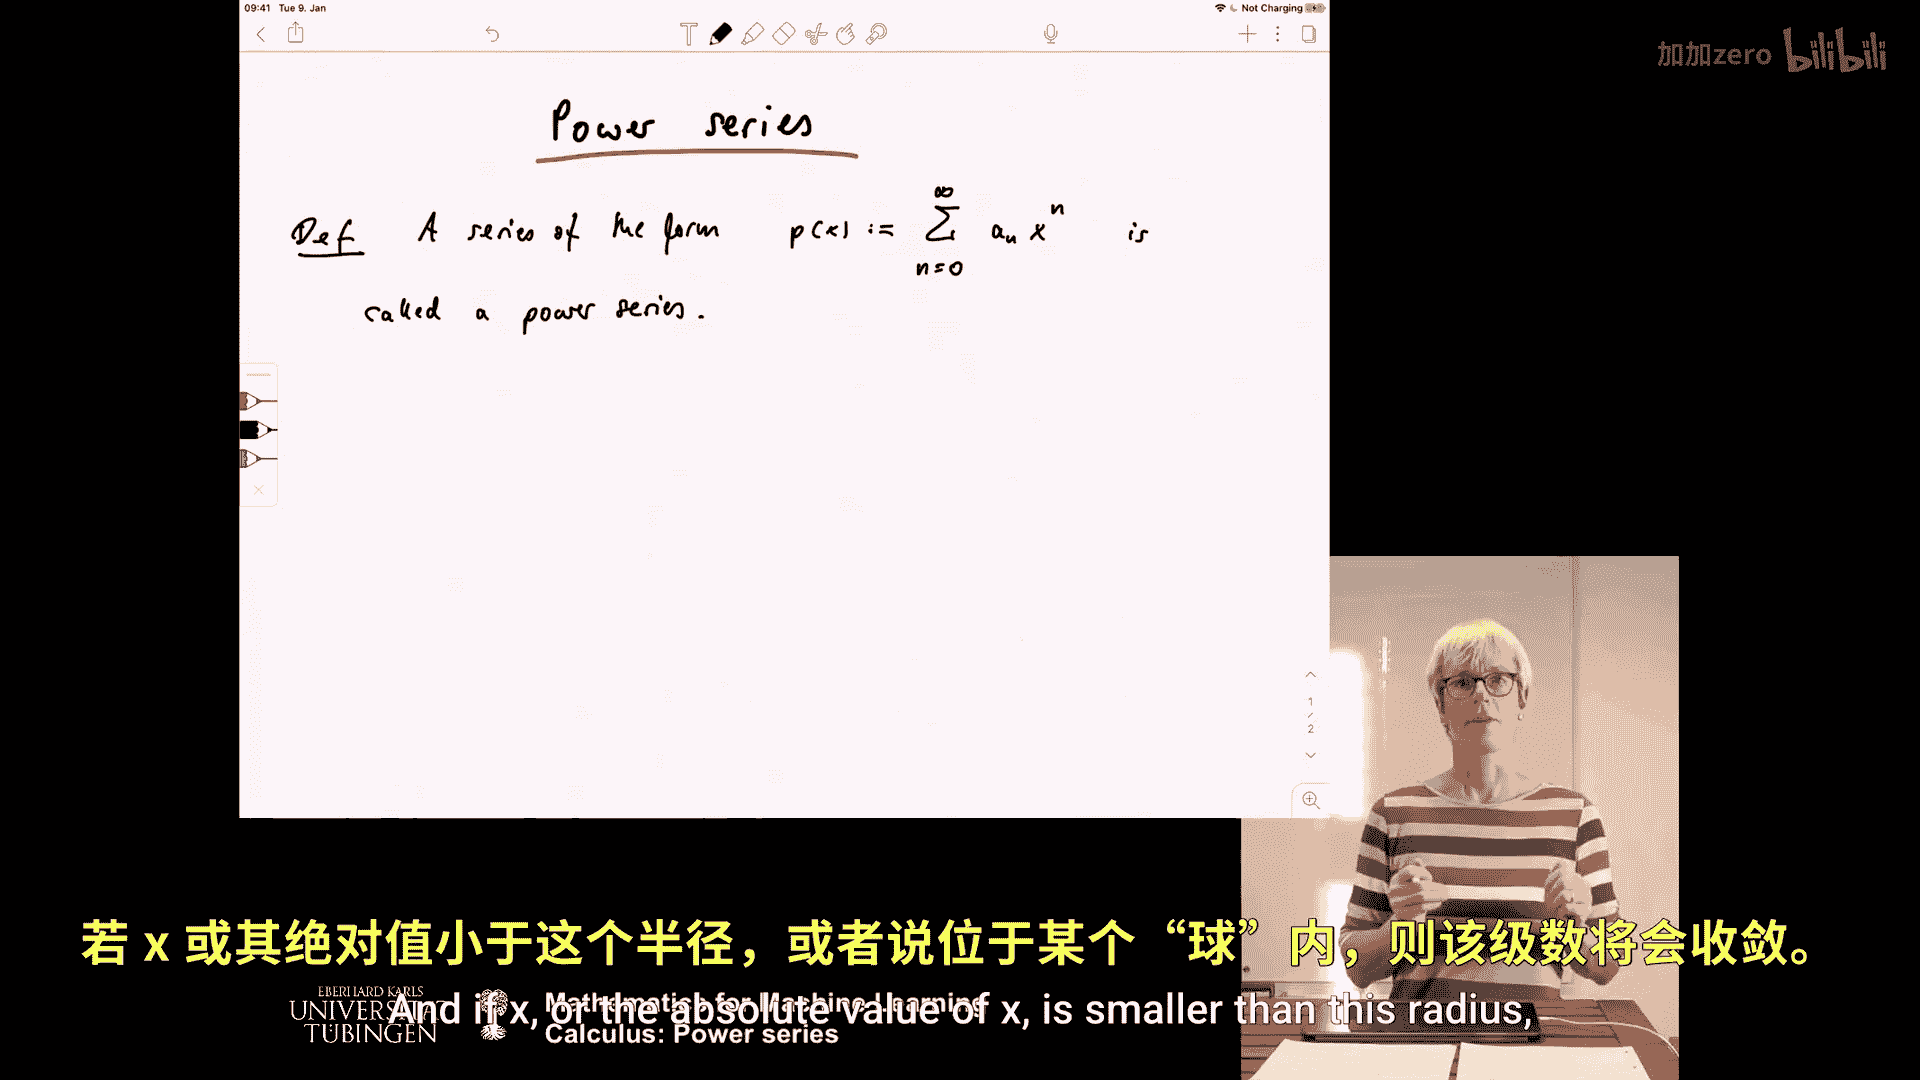 09:41 Tue 9. Jan
Not Charging
加加zero bilibili
Power series
Def A series of the form p(x) := ∞ ∑ n=0 aₙ xⁿ is
called a power series.
1
/
2
若 x 或其绝对值小于这个半径，或者说位于某个“球”内，则该级数将会收敛。
And if x, or the absolute value of x, is smaller than this radius,
EBERHARD KARLS
UNIVERSITÄT
TÜBINGEN
Mathematics for Machine Learning
Calculus: Power series